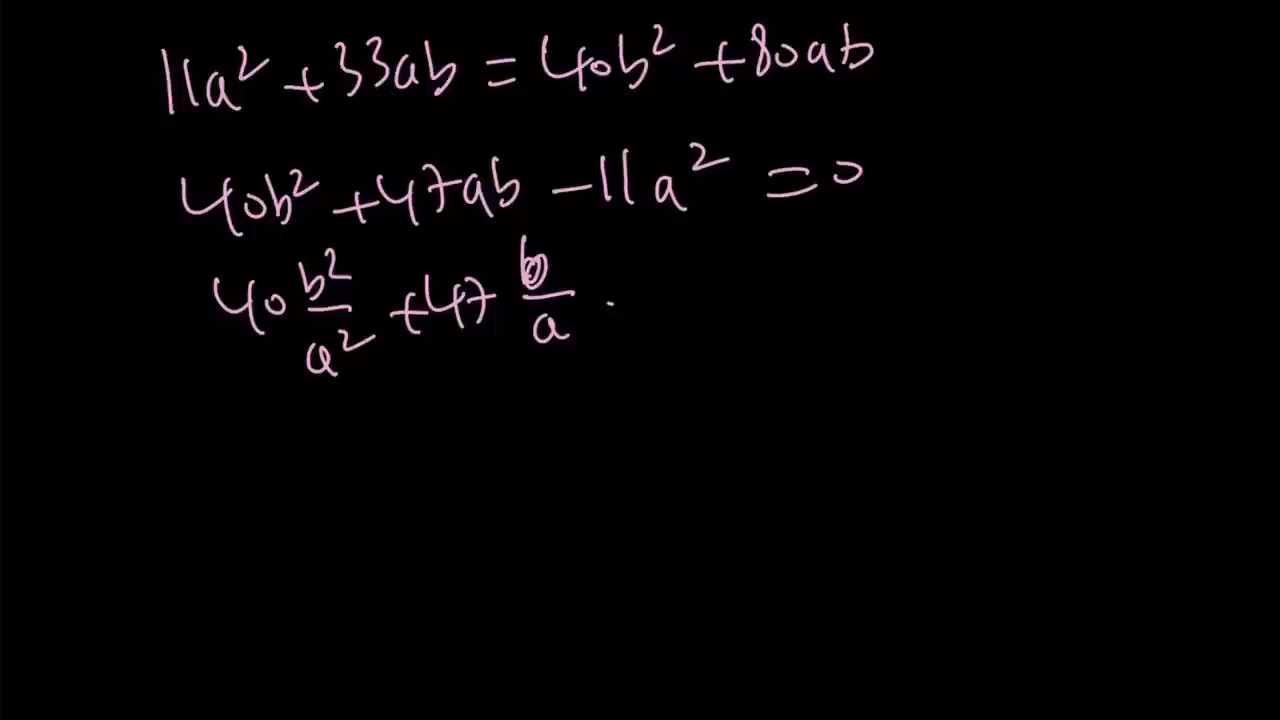 11a² + 33ab = 40b² + 80ab
40b² + 47ab - 11a² = 0
40 b²/a² + 47 b/a